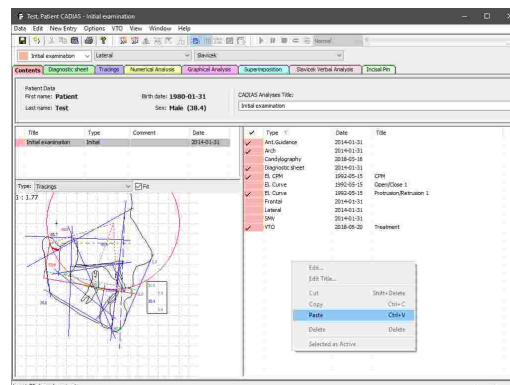 Test, Patient CADIAS - Initial examination
Data Edit New Entry Options VTO View Window Help
Normal
Initial examination Lateral Slavicek
Contents Diagnostic sheet Tracings Numerical Analysis Graphical Analysis Superimposition Slavicek Verbal Analysis Incisal Pin
Patient Data
First name: Patient Birth date: 1980-01-31 CADIAS Analyses Title:
Last name: Test Sex: Male (38.4) Initial examination
Title Type Comment Date
Initial examination Initial 2014-01-31
Type: Tracings Fit
1 : 1.77
Type Date Title
Ant.Guidance 2014-01-31
Arch 2014-01-31
Candylography 2018-05-16
Diagnostic sheet 2014-01-31
El. CPM 1992-05-15 CPM
El. Curve 1992-05-15 Open/Close 1
El. Curve 1992-05-15 Protrusion/Retrusion 1
Frontal 2014-01-31
Lateral 2014-01-31
SMV 2014-01-31
VTO 2018-06-20 Treatment
Edit...
Edit Title...
Cut Shift+Delete
Copy Ctrl+C
Paste Ctrl+V
Delete Delete
Selected as Active